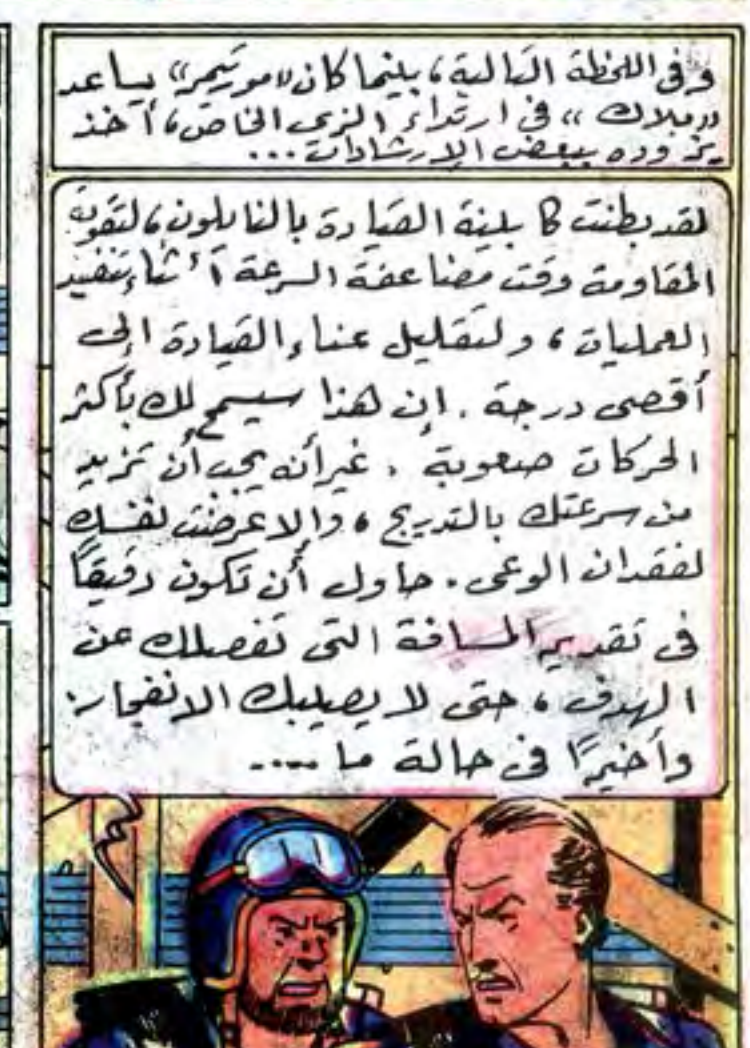 وفى اللحظة التالية، بينما كان «مورتيمر» يساعد
«بلاك» فى ارتداء الزى الخاص، أخذ
يزوده ببعض الإرشادات...
لقد بطنت كابينة القيادة بالنايلون، لتقوية
المقاومة وقت مضاعفة السرعة أثناء تنفيذ
العمليات، ولتقليل عناء القيادة إلى
أقصى درجة. إن هذا سيسمح لك بأكثر
الحركات صعوبة. غير أنه يجب أن تزيد
من سرعتك بالتدريج، وإلا عرضت نفسك
لفقدان الوعى. حاول أن تكون دقيقاً
فى تقدير المسافة التى تفصلك عن
الهدف، حتى لا يصيبك الانفجار.
وأخيرًا فى حالة ما ....